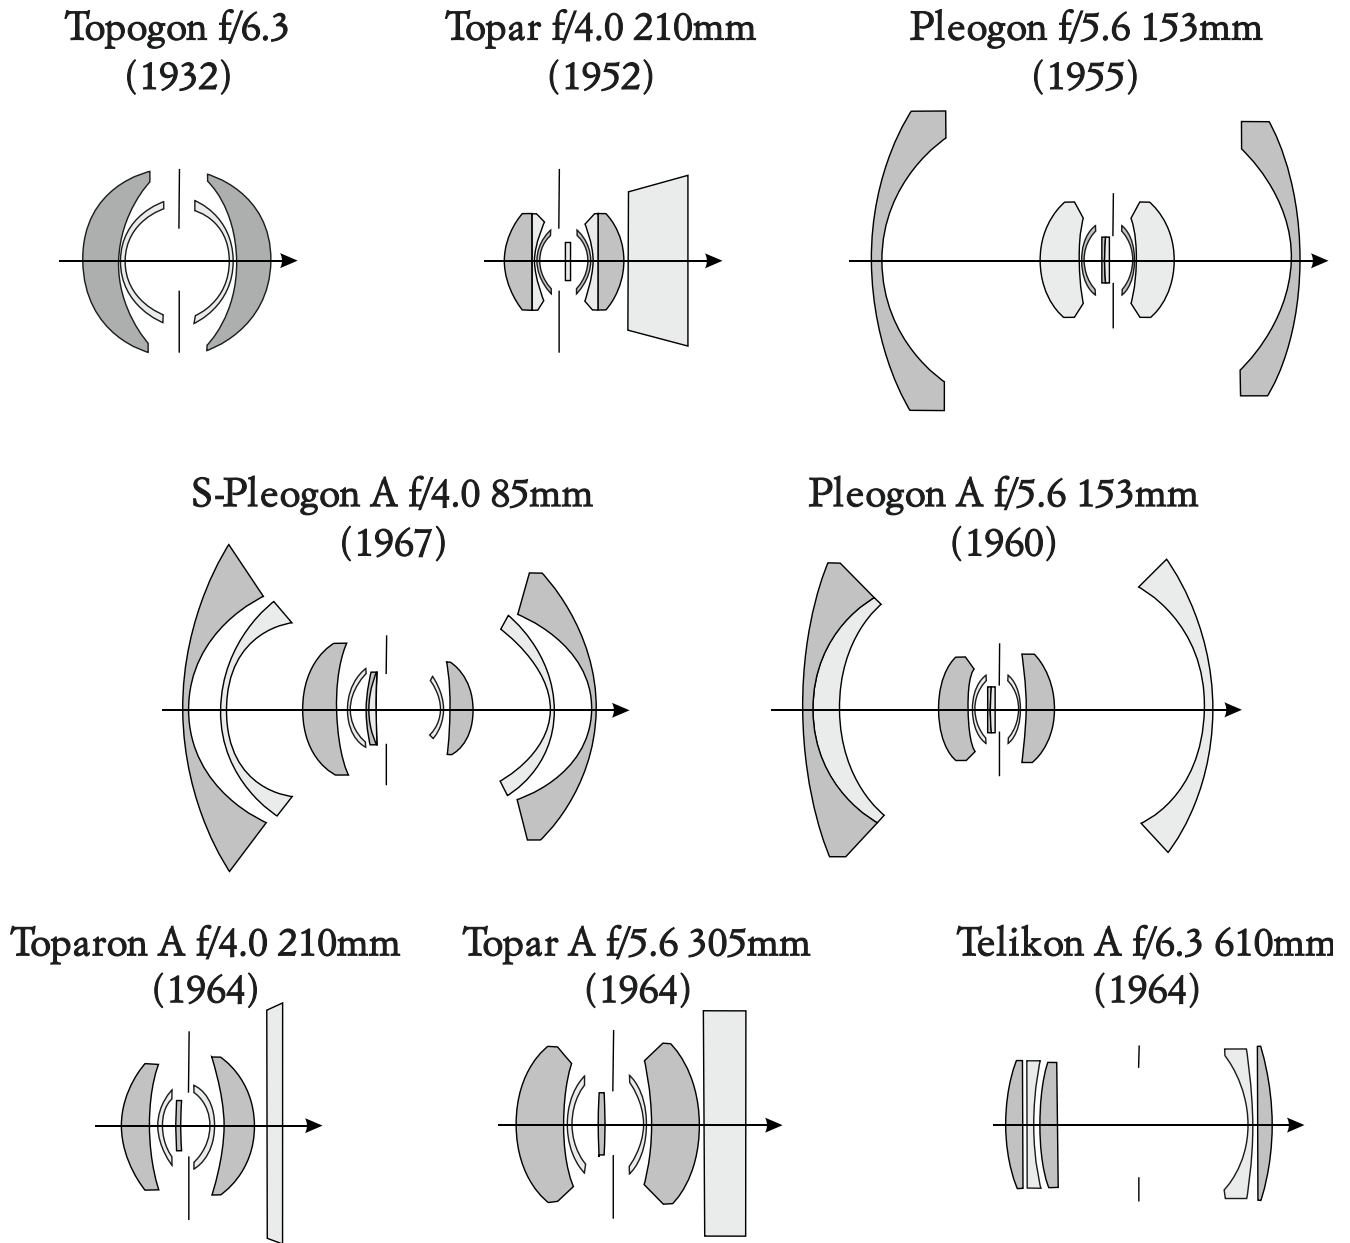 Topogon f/6.3
(1932)
Topar f/4.0 210mm
(1952)
Pleogon f/5.6 153mm
(1955)
S-Pleogon A f/4.0 85mm
(1967)
Pleogon A f/5.6 153mm
(1960)
Toparon A f/4.0 210mm
(1964)
Topar A f/5.6 305mm
(1964)
Telikon A f/6.3 610mm
(1964)